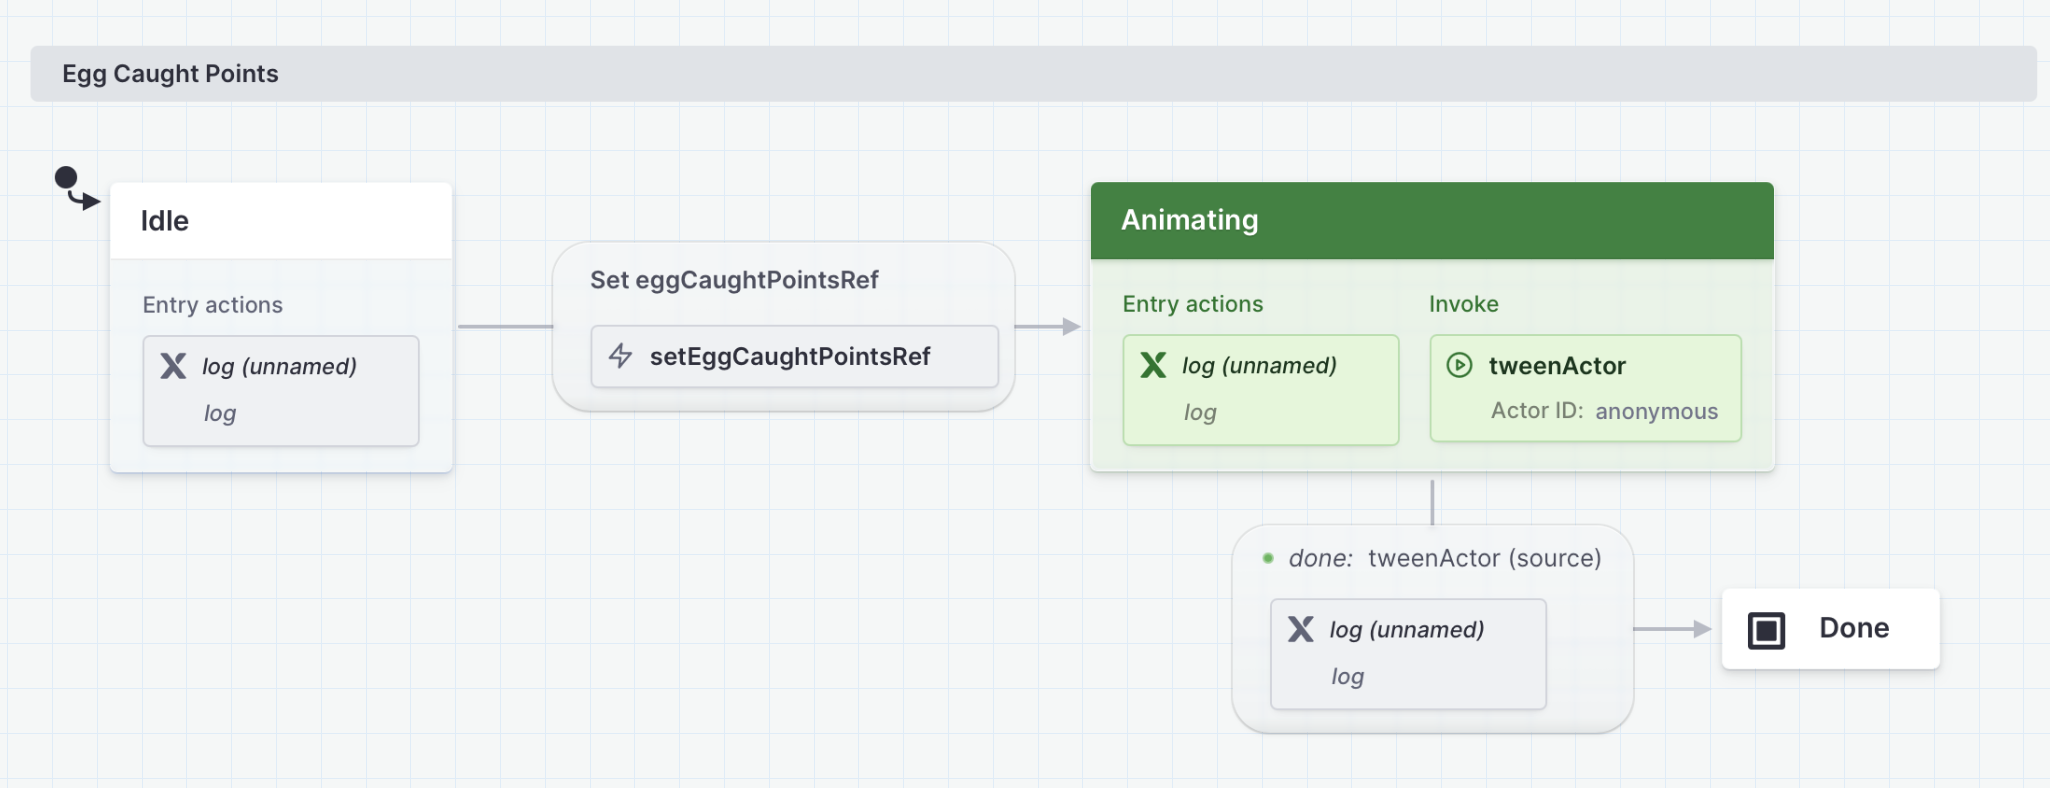 Egg Caught Points
Idle
Entry actions
log (unnamed)
log
Set eggCaughtPointsRef
setEggCaughtPointsRef
Animating
Entry actions
log (unnamed)
log
Invoke
tweenActor
Actor ID: anonymous
done: tweenActor (source)
log (unnamed)
log
Done